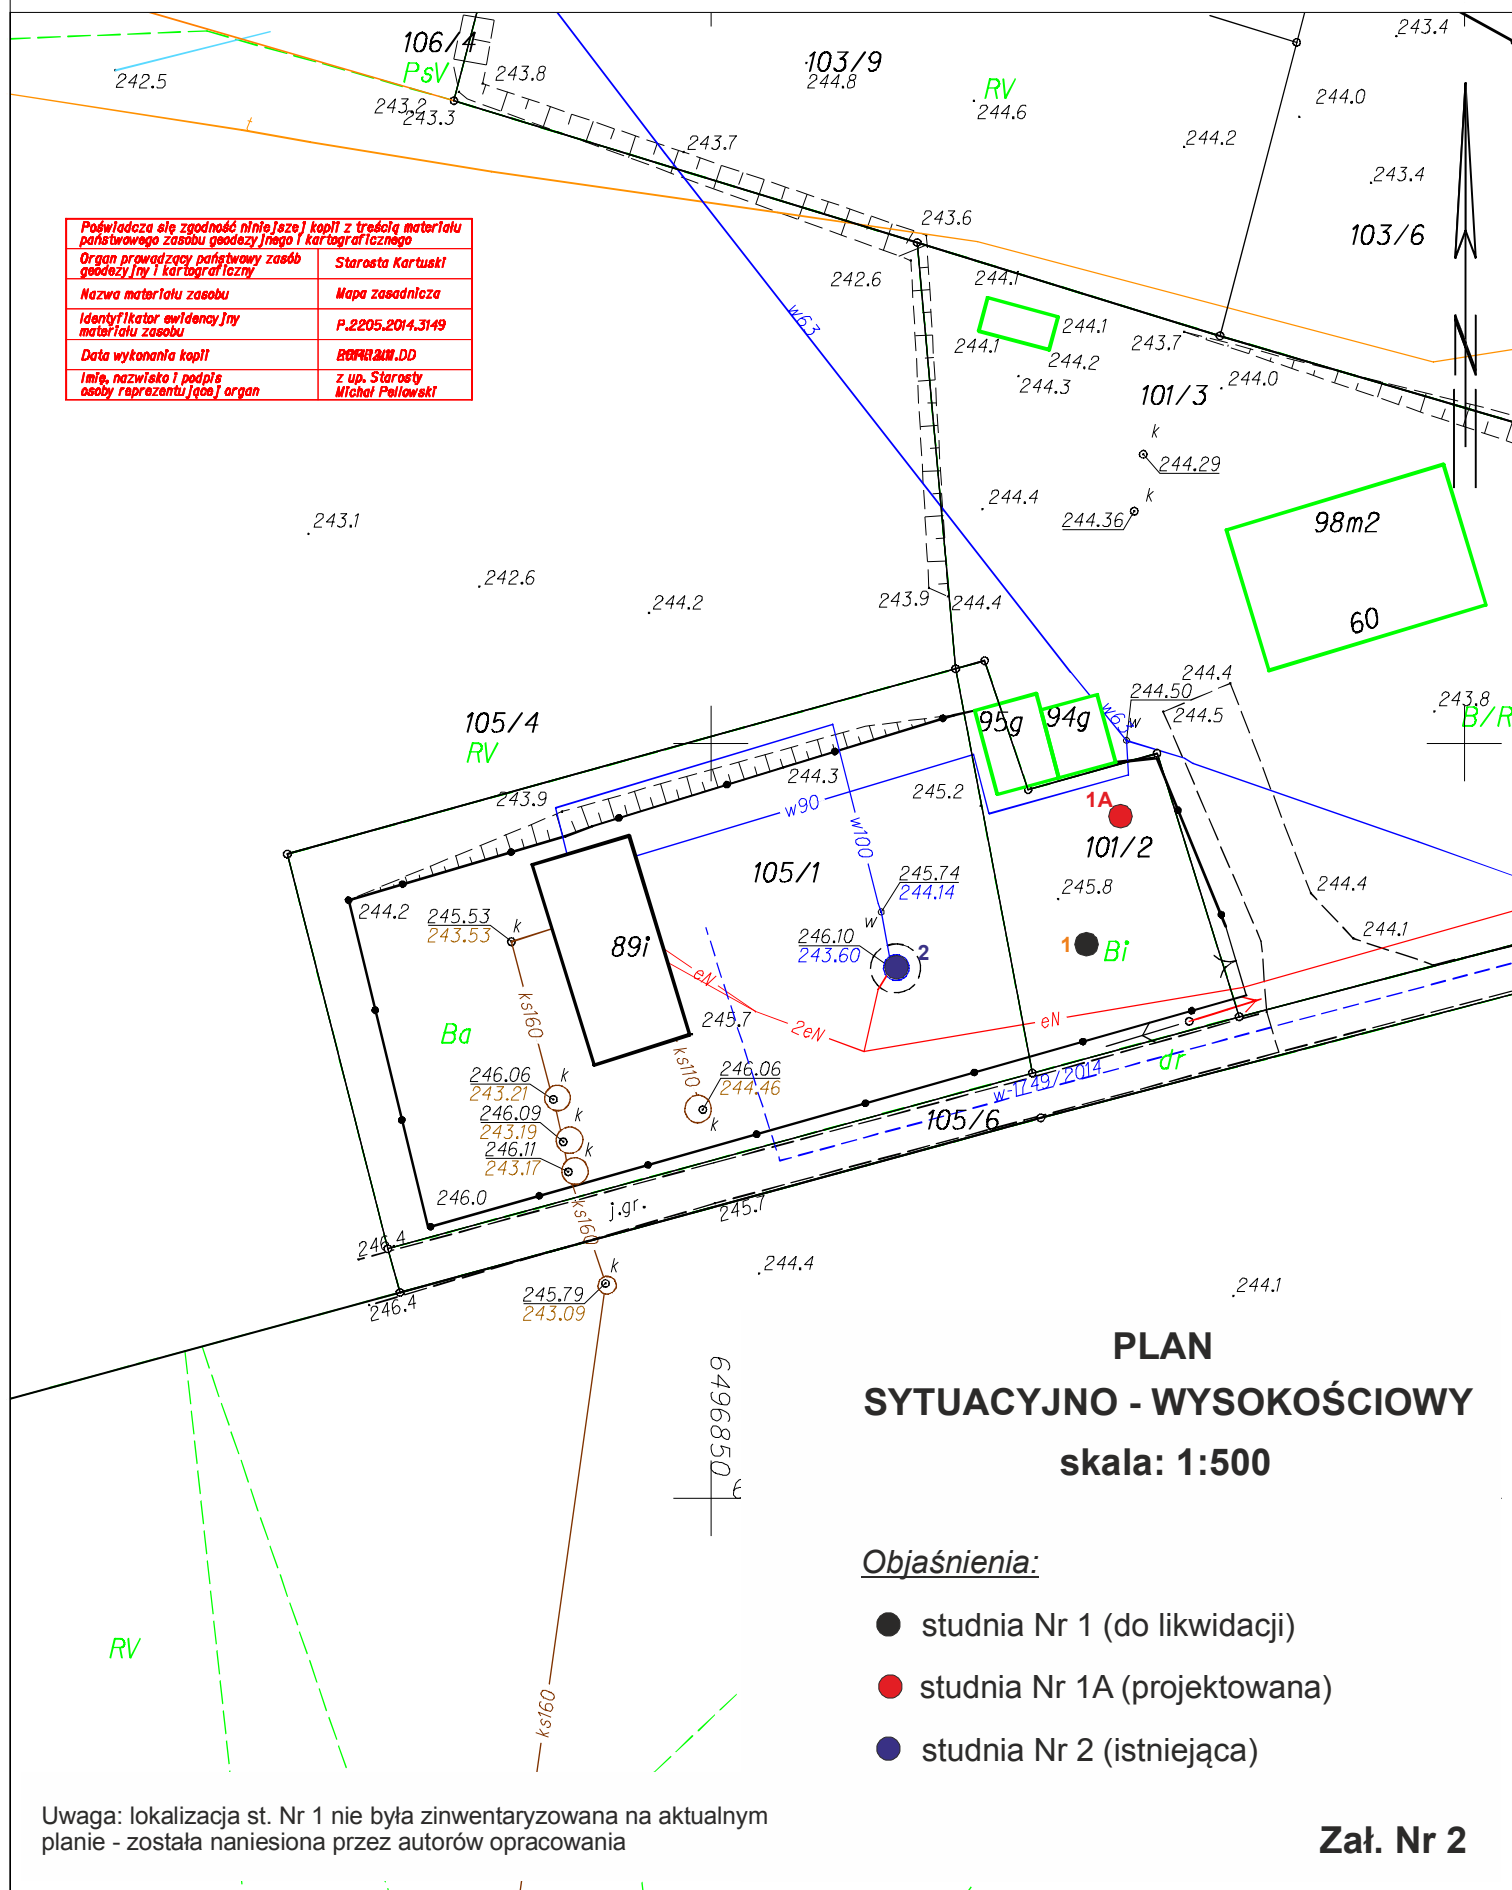 106/4
PsV
242.5
243.8
243.2
243.3
243.7
103/9
244.8
RV
244.6
243.4
244.0
244.2
243.4
103/6
t
Poświadcza się zgodność niniejszej kopii z treścią materiału
państwowego zasobu geodezyjnego i kartograficznego
Organ prowadzący państwowy zasób
geodezyjny i kartograficzny
Starosta Kartuski
Nazwa materiału zasobu
Mapa zasadnicza
Identyfikator ewidencyjny
materiału zasobu
P.2205.2014.3149
Data wykonania kopii
Imię, nazwisko i podpis
osoby reprezentującej organ
z up. Starosty
Michał Pellowski
243.6
242.6
244.1
244.1
244.1
244.2
244.3
243.7
244.0
101/3
w63
N
k
244.29
k
244.36
244.4
98m2
60
243.1
242.6
244.2
243.9
244.4
244.4
244.50
244.5
w
w63
243.8
B/R
105/4
RV
95g
94g
243.9
244.3
245.2
w90
w100
1A
101/2
105/1
245.74
244.14
w
245.8
244.4
244.1
244.2
245.53
243.53
k
89i
246.10
243.60
2
1
Bi
eN
2eN
eN
245.7
Ba
ks160
ks110
246.06
244.46
k
246.06
243.21
k
246.09
243.19
k
246.11
243.17
k
dr
w-1749/2014
105/6
246.0
j.gr.
ks160
245.7
246.4
246.4
k
245.79
243.09
244.4
244.1
6496850
PLAN
SYTUACYJNO - WYSOKOŚCIOWY
skala: 1:500
Objaśnienia:
studnia Nr 1 (do likwidacji)
studnia Nr 1A (projektowana)
studnia Nr 2 (istniejąca)
RV
ks160
Uwaga: lokalizacja st. Nr 1 nie była zinwentaryzowana na aktualnym
planie - została naniesiona przez autorów opracowania
Zał. Nr 2